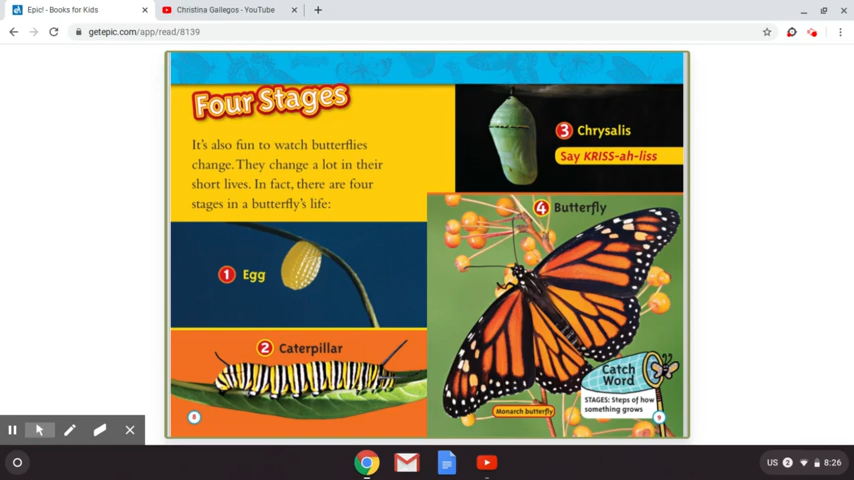 Epic! - Books for Kids
Christina Gallegos - YouTube
getepic.com/app/read/8139
Four Stages
It's also fun to watch butterflies
change. They change a lot in their
short lives. In fact, there are four
stages in a butterfly's life:
1 Egg
2 Caterpillar
8
3 Chrysalis
Say KRISS-ah-liss
4 Butterfly
Monarch butterfly
Catch
Word
STAGES: Steps of how
something grows
9
US 2 8:26